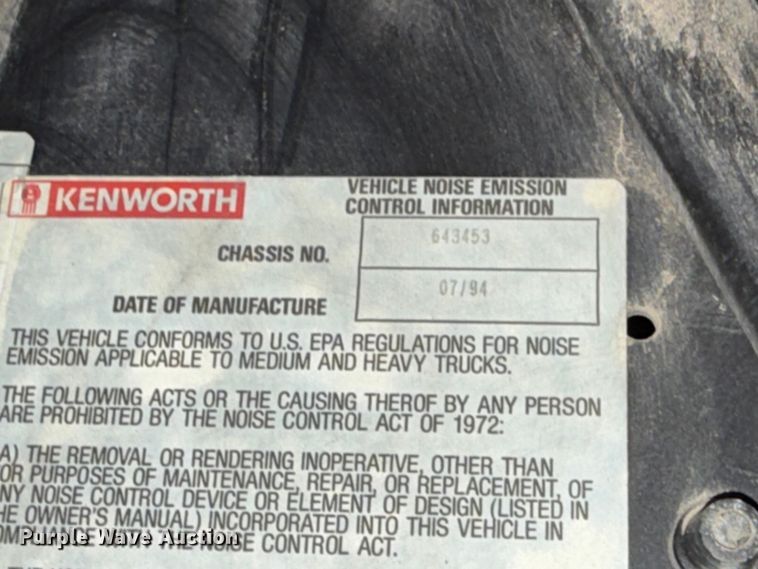 KENWORTH
VEHICLE NOISE EMISSION
CONTROL INFORMATION
CHASSIS NO. 643453
DATE OF MANUFACTURE 07/94
THIS VEHICLE CONFORMS TO U.S. EPA REGULATIONS FOR NOISE
EMISSION APPLICABLE TO MEDIUM AND HEAVY TRUCKS.
THE FOLLOWING ACTS OR THE CAUSING THEROF BY ANY PERSON
ARE PROHIBITED BY THE NOISE CONTROL ACT OF 1972:
A) THE REMOVAL OR RENDERING INOPERATIVE, OTHER THAN
OR PURPOSES OF MAINTENANCE, REPAIR, OR REPLACEMENT, OF
NY NOISE CONTROL DEVICE OR ELEMENT OF DESIGN (LISTED IN
HE OWNER'S MANUAL) INCORPORATED INTO THIS VEHICLE IN
OMPLIANCE WITH THE NOISE CONTROL ACT.
Purple Wave Auction